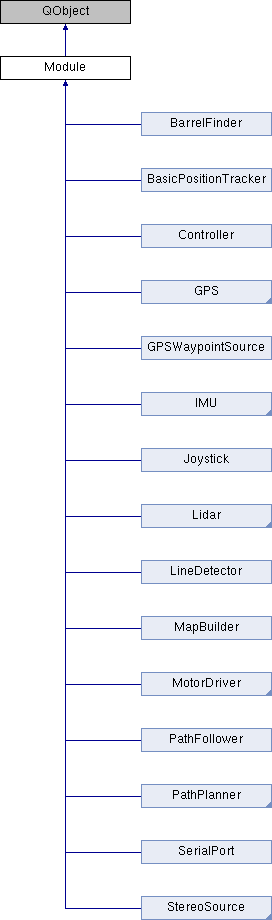 QObject
Module
BarrelFinder
BasicPositionTracker
Controller
GPS
GPSWaypointSource
IMU
Joystick
Lidar
LineDetector
MapBuilder
MotorDriver
PathFollower
PathPlanner
SerialPort
StereoSource